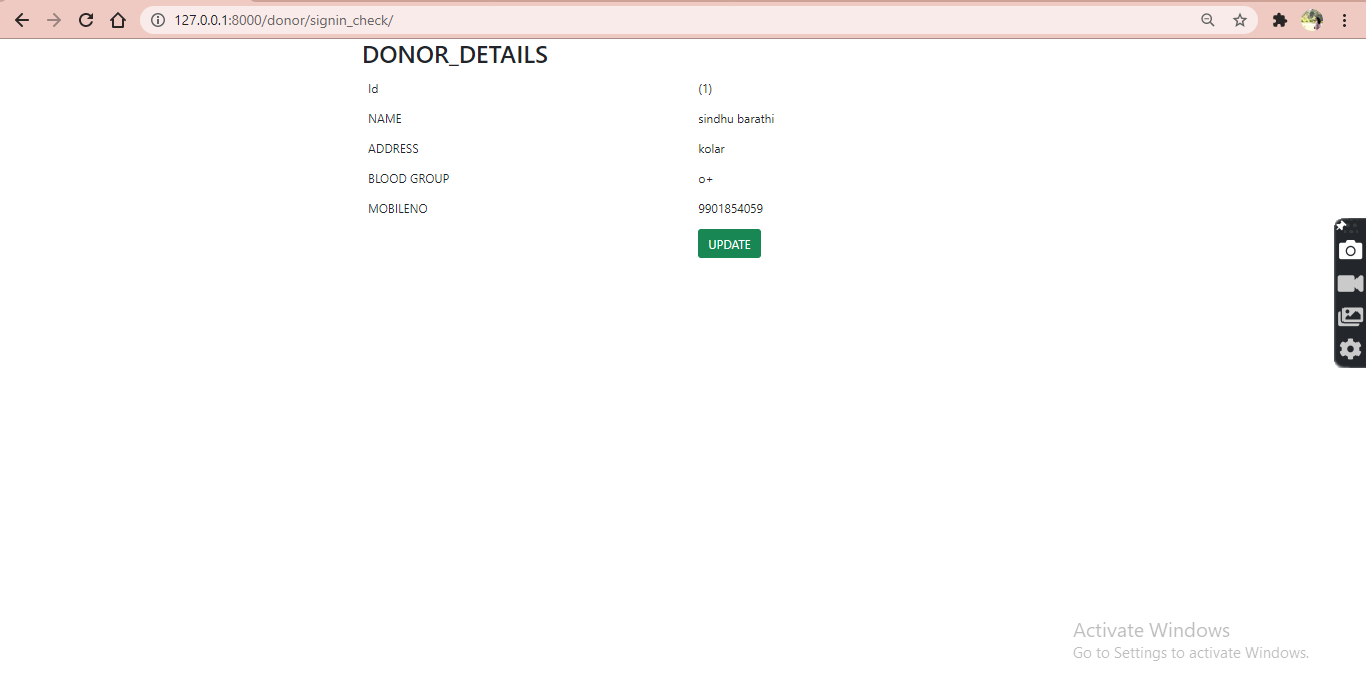 127.0.0.1:8000/donor/signin_check/
DONOR_DETAILS
Id (1)
NAME sindhu barathi
ADDRESS kolar
BLOOD GROUP o+
MOBILENO 9901854059
UPDATE
Activate Windows
Go to Settings to activate Windows.